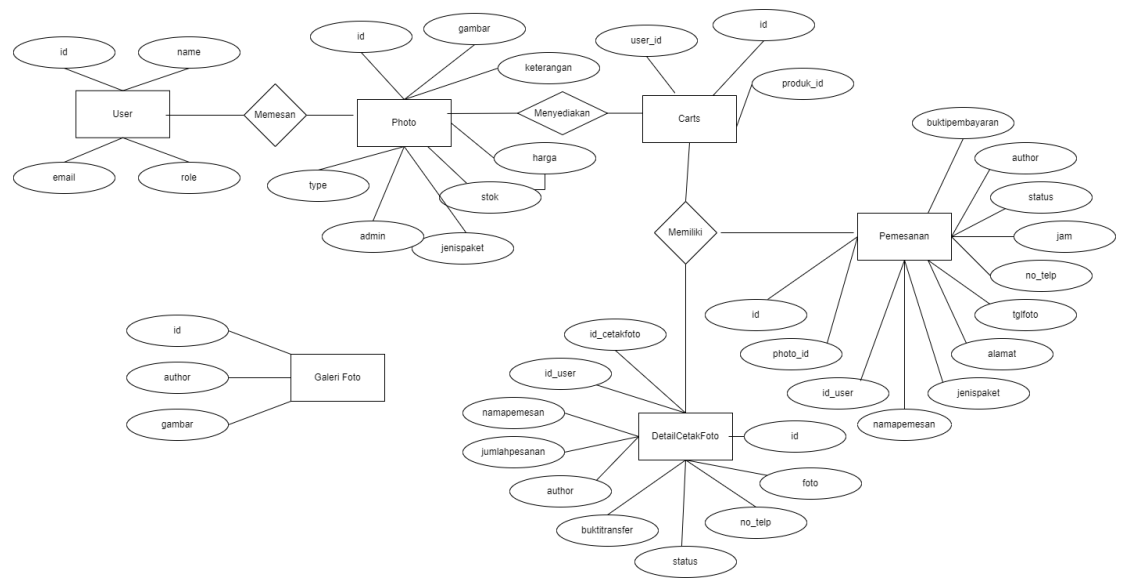 id
name
User
email
role
Memesan
id
gambar
keterangan
Photo
harga
type
stok
admin
jenispaket
Menyediakan
user_id
id
produk_id
Carts
Memiliki
buktipembayaran
author
status
Pemesanan
jam
no_telp
id
tglfoto
photo_id
alamat
id_user
jenispaket
namapemesan
id
author
Galeri Foto
gambar
id_cetakfoto
id_user
namapemesan
DetailCetakFoto
id
jumlahpesanan
foto
author
buktitransfer
no_telp
status